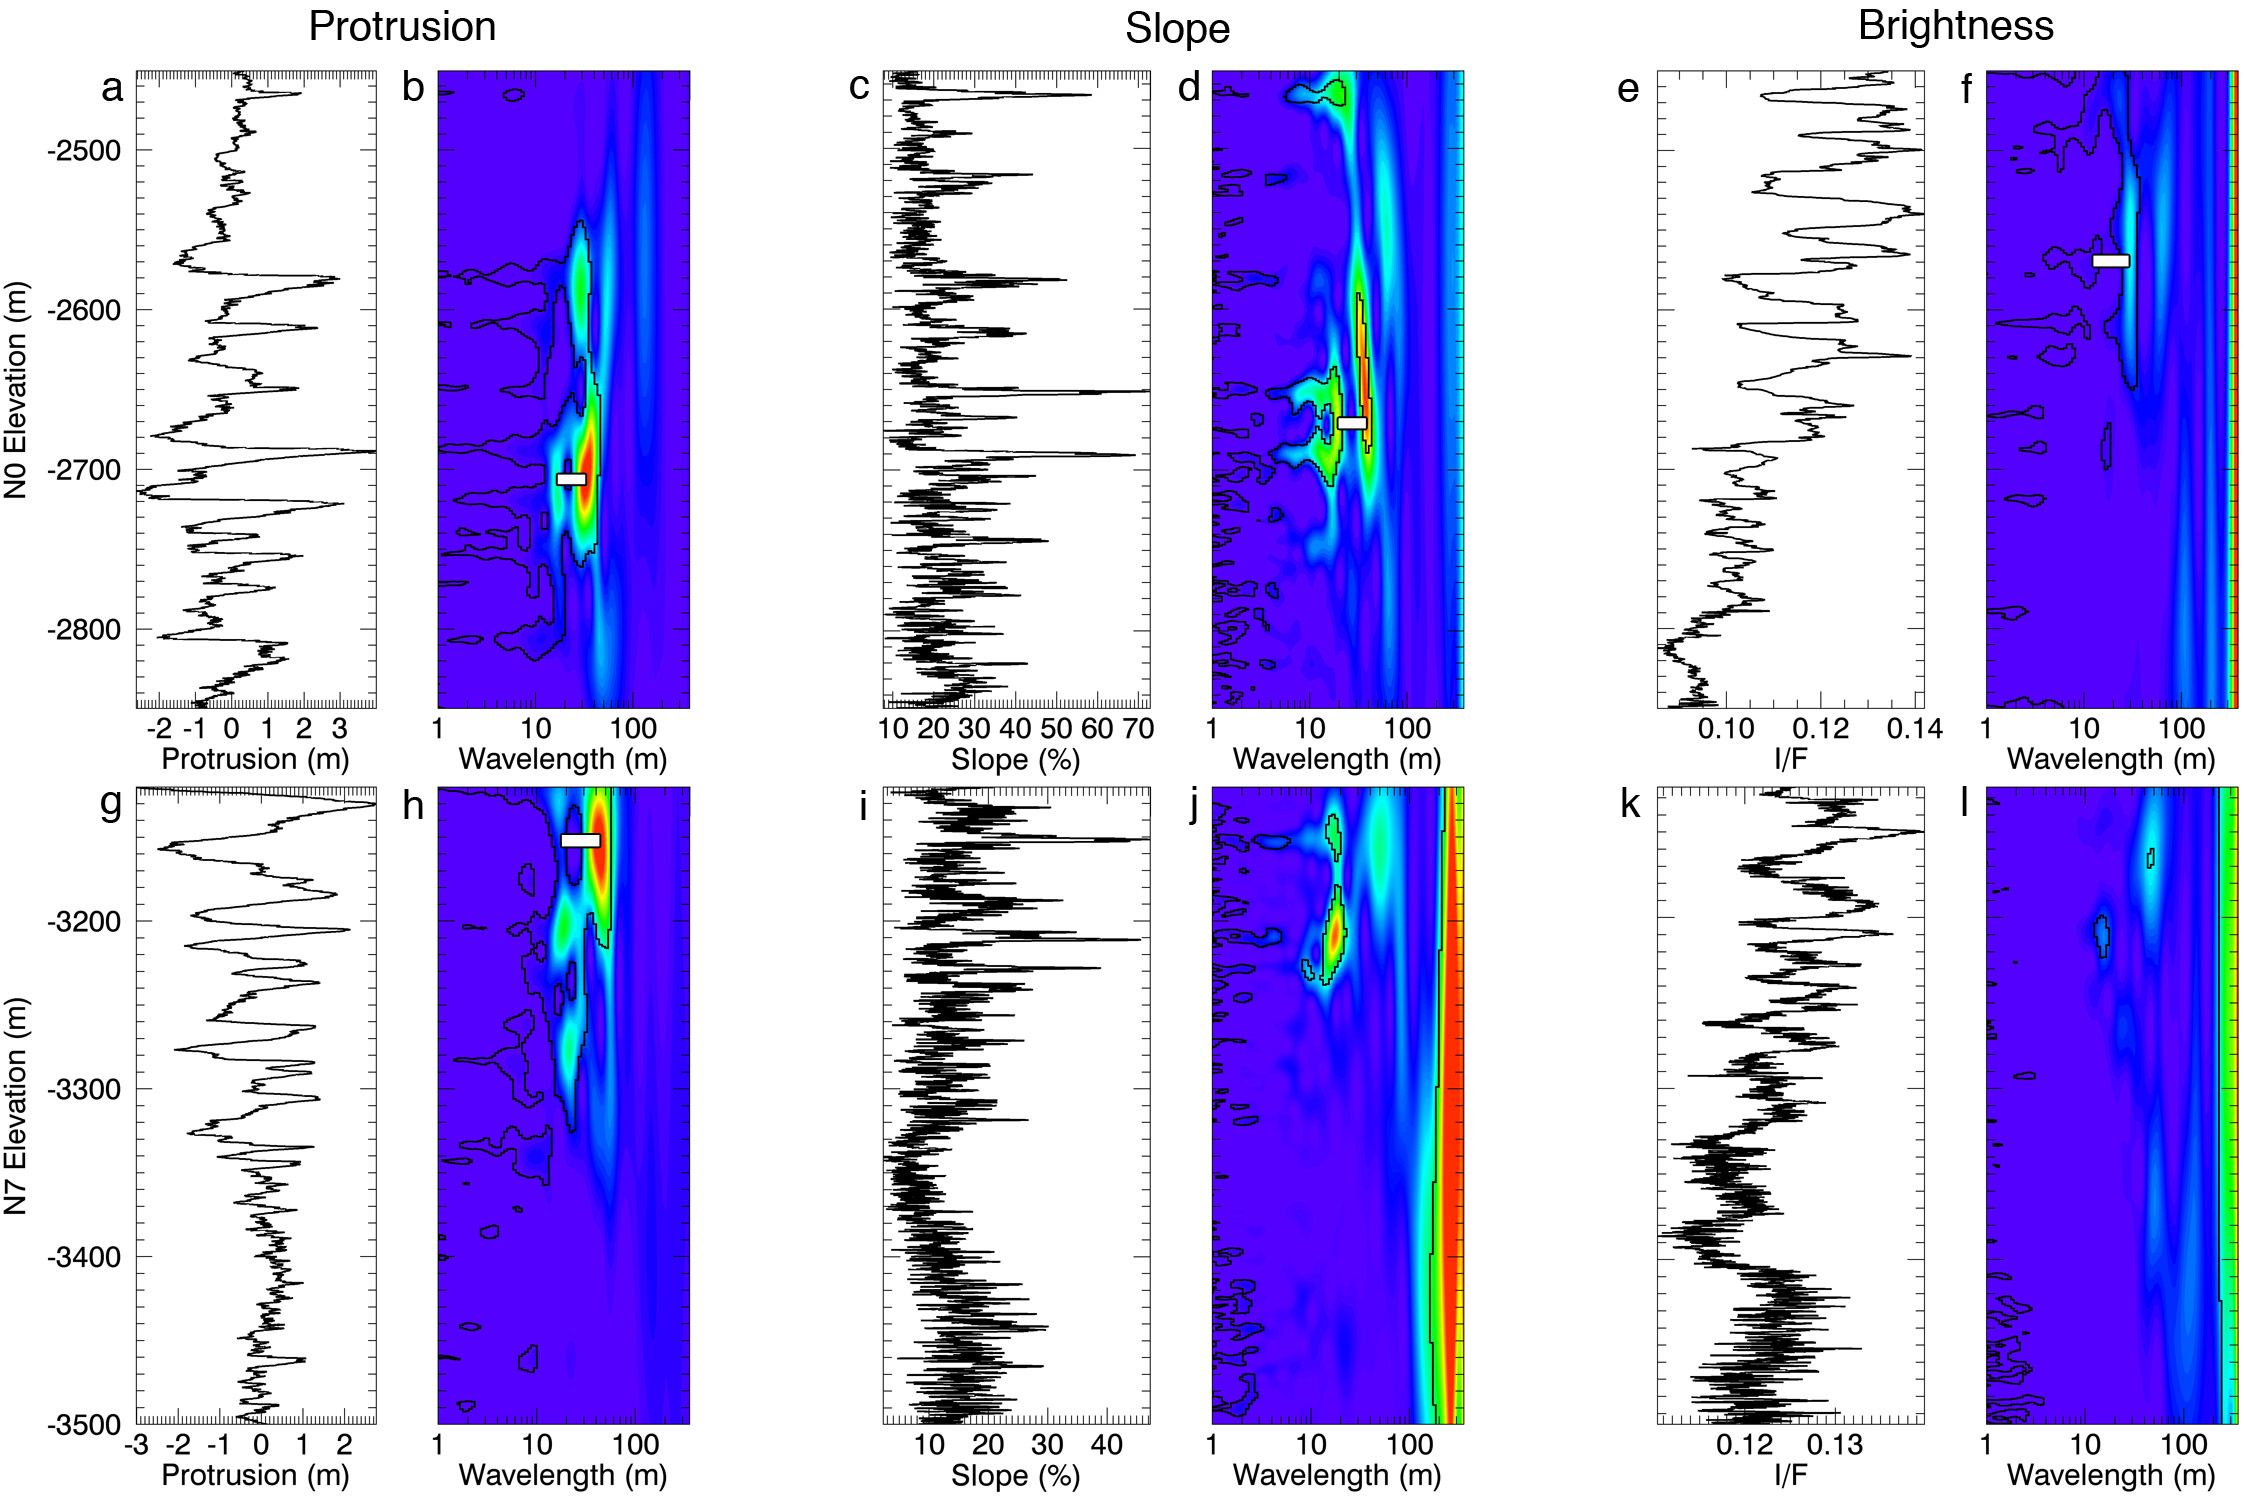 Protrusion Slope Brightness
a b c d e f
-2500
-2600
-2700
-2800
N0 Elevation (m)
-2 -1 0 1 2 3 1 10 100 10 20 30 40 50 60 70 1 10 100 0.10 0.12 0.14 1 10 100
Protrusion (m) Wavelength (m) Slope (%) Wavelength (m) I/F Wavelength (m)
g h i j k l
-3200
-3300
-3400
-3500
N7 Elevation (m)
-3 -2 -1 0 1 2 1 10 100 10 20 30 40 1 10 100 0.12 0.13 1 10 100
Protrusion (m) Wavelength (m) Slope (%) Wavelength (m) I/F Wavelength (m)